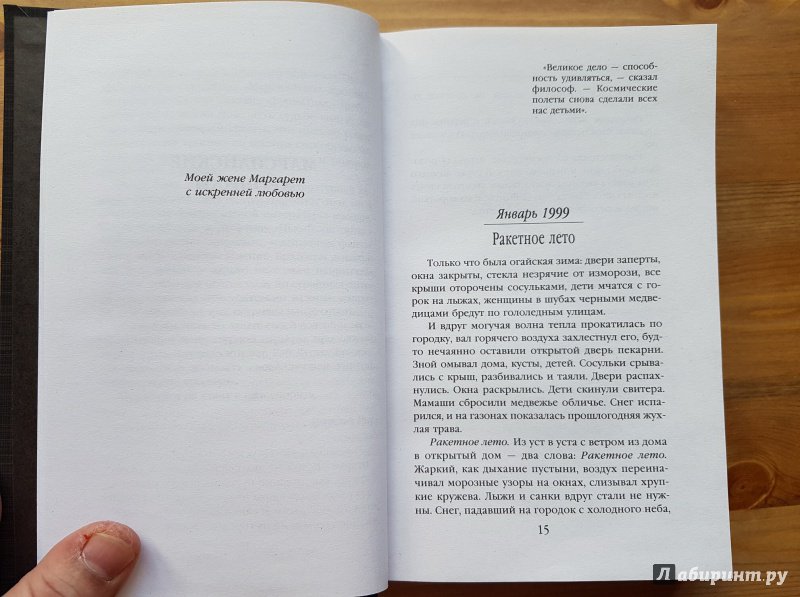 Моей жене Маргарет
с искренней любовью
«Великое дело — способ-
ность удивляться, — сказал
философ. — Космические
полеты снова сделали всех
нас детьми».
Январь 1999
Ракетное лето
Только что была огайская зима: двери заперты,
окна закрыты, стекла незрячие от изморози, все
крыши оторочены сосульками, дети мчатся с го-
рок на лыжах, женщины в шубах черными медве-
дицами бредут по гололедным улицам.
И вдруг могучая волна тепла прокатилась по
городку, вал горячего воздуха захлестнул его, буд-
то нечаянно оставили открытой дверь пекарни.
Зной омывал дома, кусты, детей. Сосульки срыва-
лись с крыш, разбивались и таяли. Двери распах-
нулись. Окна раскрылись. Дети скинули свитера.
Мамаши сбросили медвежье обличье. Снег испа-
рился, и на газонах показалась прошлогодняя жух-
лая трава.
Ракетное лето. Из уст в уста с ветром из дома
в открытый дом — два слова: Ракетное лето.
Жаркий, как дыхание пустыни, воздух переина-
чивал морозные узоры на окнах, слизывал хруп-
кие кружева. Лыжи и санки вдруг стали не нуж-
ны. Снег, падавший на городок с холодного неба,
15
Лабиринт.ру